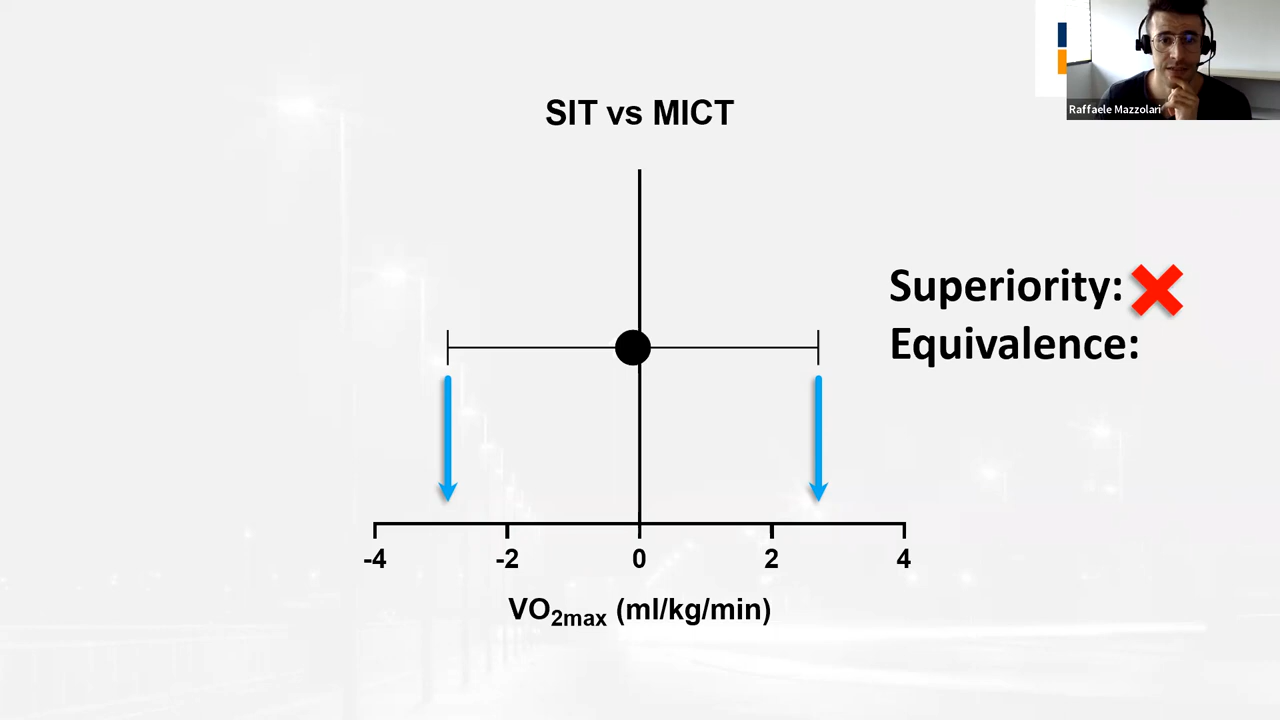 Raffaele Mazzolari
SIT vs MICT
Superiority:
Equivalence:
-4 -2 0 2 4
VO2max (ml/kg/min)